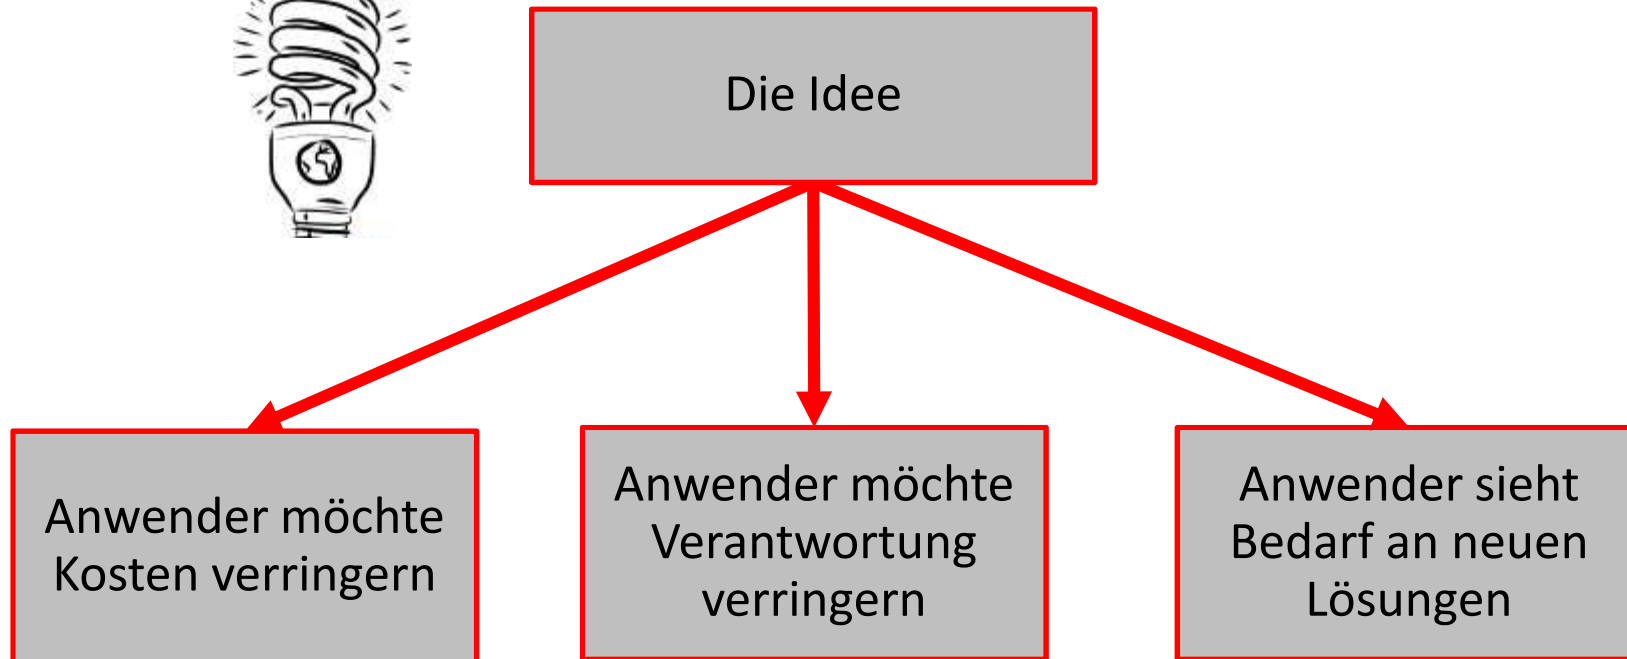 Die Idee
Anwender möchte
Kosten verringern
Anwender möchte
Verantwortung
verringern
Anwender sieht
Bedarf an neuen
Lösungen